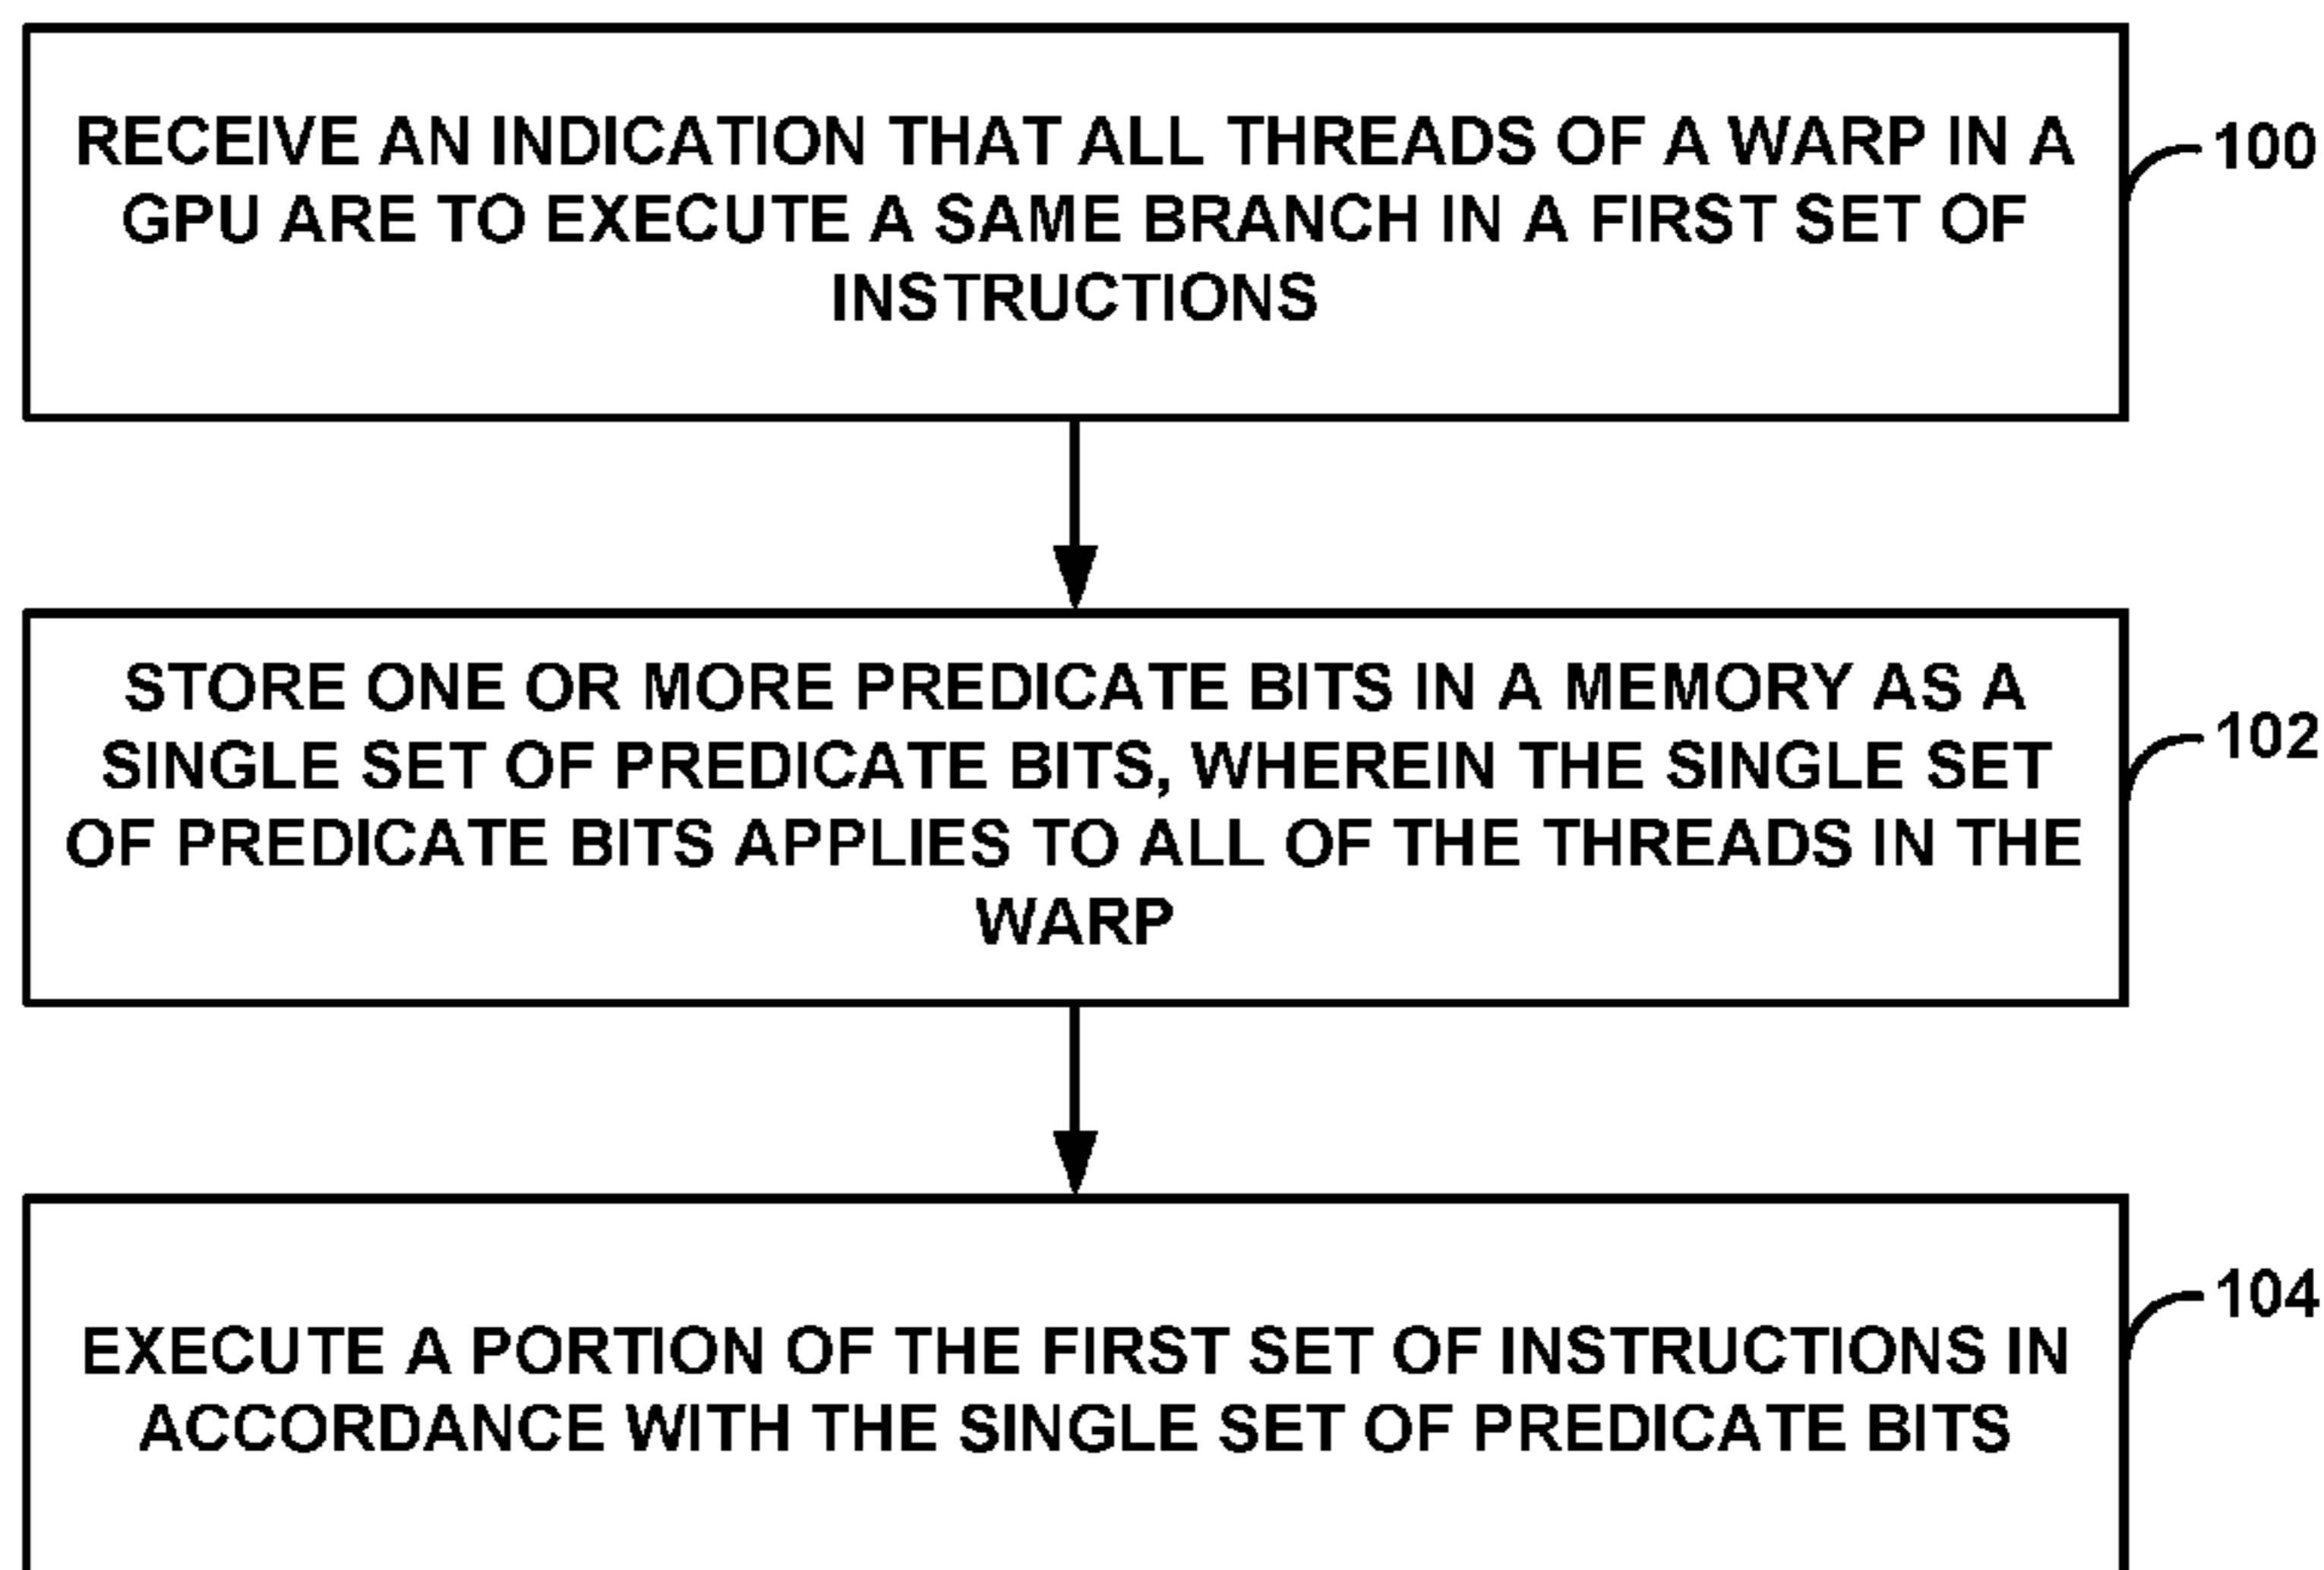 RECEIVE AN INDICATION THAT ALL THREADS OF A WARP IN A
GPU ARE TO EXECUTE A SAME BRANCH IN A FIRST SET OF
INSTRUCTIONS
100
STORE ONE OR MORE PREDICATE BITS IN A MEMORY AS A
SINGLE SET OF PREDICATE BITS, WHEREIN THE SINGLE SET
OF PREDICATE BITS APPLIES TO ALL OF THE THREADS IN THE
WARP
102
EXECUTE A PORTION OF THE FIRST SET OF INSTRUCTIONS IN
ACCORDANCE WITH THE SINGLE SET OF PREDICATE BITS
104